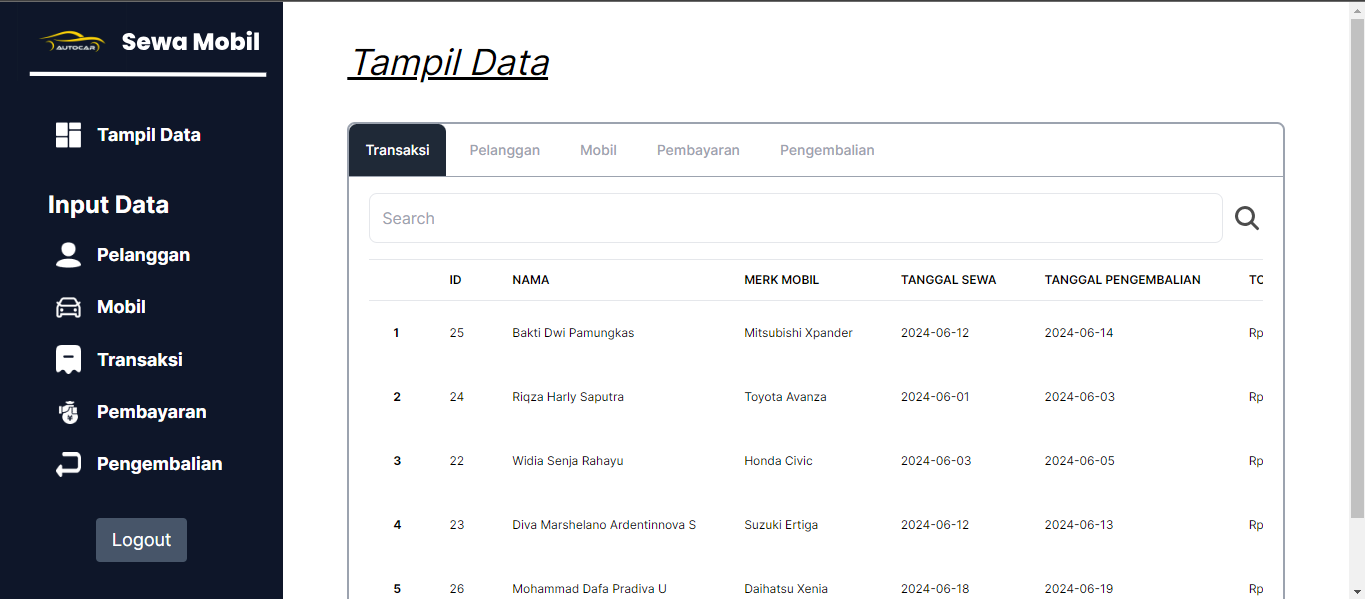 AUTOCAR Sewa Mobil
Tampil Data
Input Data
Pelanggan
Mobil
Transaksi
Pembayaran
Pengembalian
Logout
Tampil Data
Transaksi Pelanggan Mobil Pembayaran Pengembalian
Search
ID NAMA MERK MOBIL TANGGAL SEWA TANGGAL PENGEMBALIAN
1 25 Bakti Dwi Pamungkas Mitsubishi Xpander 2024-06-12 2024-06-14 Rp
2 24 Riqza Harly Saputra Toyota Avanza 2024-06-01 2024-06-03 Rp
3 22 Widia Senja Rahayu Honda Civic 2024-06-03 2024-06-05 Rp
4 23 Diva Marshelano Ardentinnova S Suzuki Ertiga 2024-06-12 2024-06-13 Rp
5 26 Mohammad Dafa Pradiva U Daihatsu Xenia 2024-06-18 2024-06-19 Rp